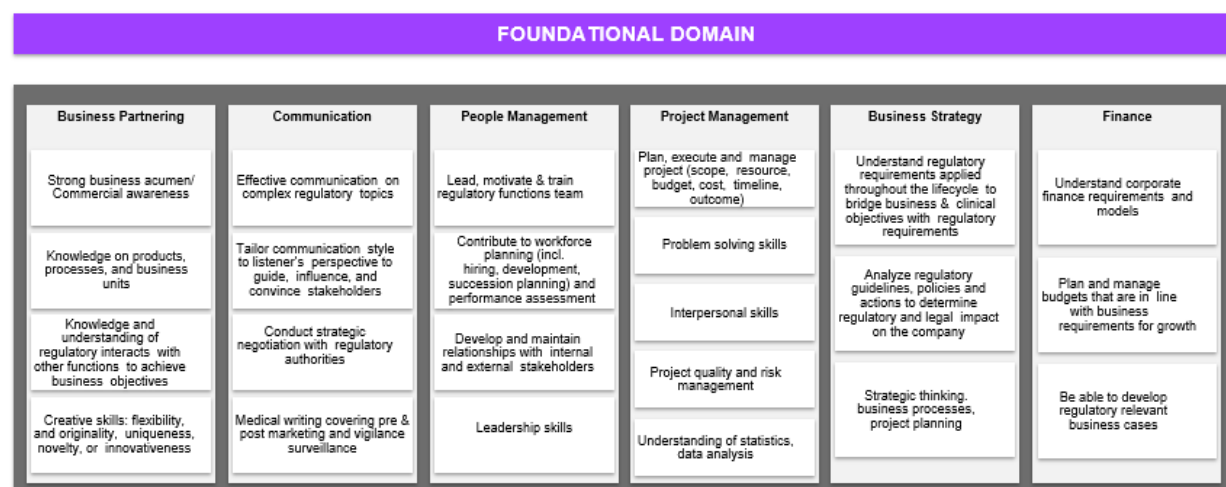 FOUNDATIONAL DOMAIN
Business Partnering
Strong business acumen/
Commercial awareness
Knowledge on products,
processes, and business
units
Knowledge and
understanding of
regulatory interacts with
other functions to achieve
business objectives
Creative skills: flexibility,
and originality, uniqueness,
novelty, or innovativeness
Communication
Effective communication on
complex regulatory topics
Tailor communication style
to listener's perspective to
guide, influence, and
convince stakeholders
Conduct strategic
negotiation with regulatory
authorities
Medical writing covering pre &
post marketing and vigilance
surveillance
People Management
Lead, motivate & train
regulatory functions team
Contribute to workforce
planning (incl.
hiring, development,
succession planning) and
performance assessment
Develop and maintain
relationships with internal
and external stakeholders
Leadership skills
Project Management
Plan, execute and manage
project (scope, resource,
budget, cost, timeline,
outcome)
Problem solving skills
Interpersonal skills
Project quality and risk
management
Understanding of statistics,
data analysis
Business Strategy
Understand regulatory
requirements applied
throughout the lifecycle to
bridge business & clinical
objectives with regulatory
requirements
Analyze regulatory
guidelines, policies and
actions to determine
regulatory and legal impact
on the company
Strategic thinking.
business processes,
project planning
Finance
Understand corporate
finance requirements and
models
Plan and manage
budgets that are in line
with business
requirements for growth
Be able to develop
regulatory relevant
business cases